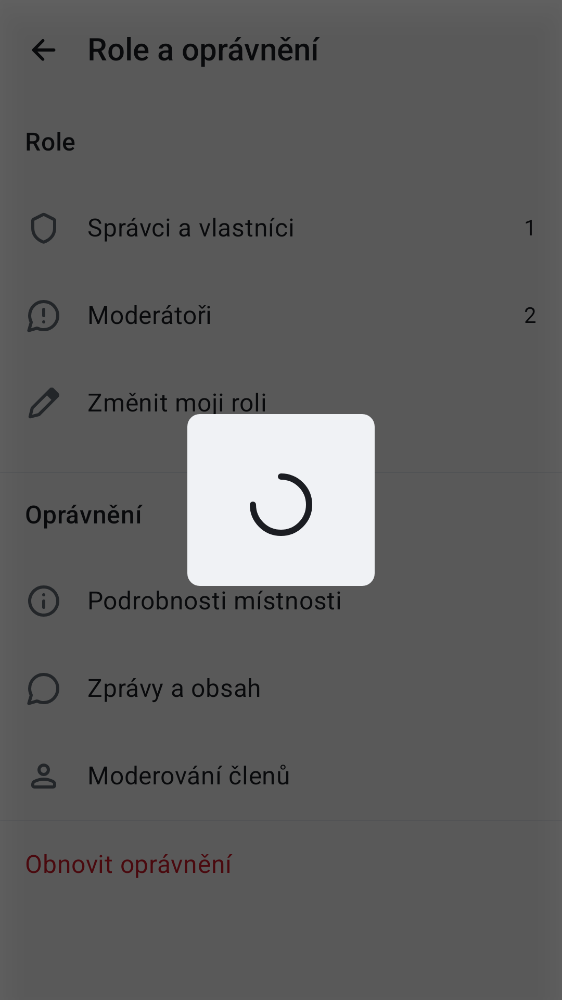 Role a oprávnění
Role
Správci a vlastníci 1
Moderátoři 2
Změnit moji roli
Oprávnění
Podrobnosti místnosti
Zprávy a obsah
Moderování členů
Obnovit oprávnění